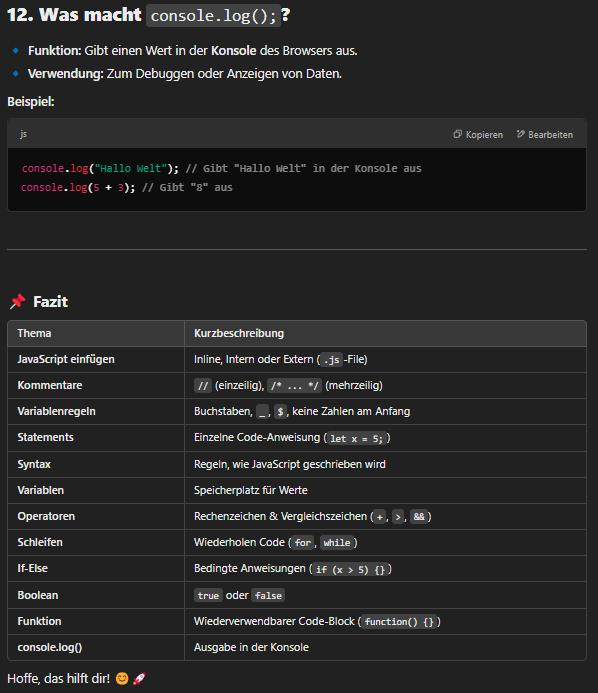 12. Was macht console.log();?
Funktion: Gibt einen Wert in der Konsole des Browsers aus.
Verwendung: Zum Debuggen oder Anzeigen von Daten.
Beispiel:
js Kopieren Bearbeiten
console.log("Hallo Welt"); // Gibt "Hallo Welt" in der Konsole aus
console.log(5 + 3); // Gibt "8" aus
📌 Fazit
Thema Kurzbeschreibung
JavaScript einfügen Inline, Intern oder Extern (.js-File)
Kommentare // (einzeilig), /* ... */ (mehrzeilig)
Variablenregeln Buchstaben, _, $, keine Zahlen am Anfang
Statements Einzelne Code-Anweisung (let x = 5;)
Syntax Regeln, wie JavaScript geschrieben wird
Variablen Speicherplatz für Werte
Operatoren Rechenzeichen & Vergleichszeichen (+, >, &&)
Schleifen Wiederholen Code (for, while)
If-Else Bedingte Anweisungen (if (x > 5) {})
Boolean true oder false
Funktion Wiederverwendbarer Code-Block (function() {})
console.log() Ausgabe in der Konsole
Hoffe, das hilft dir! 😊🚀